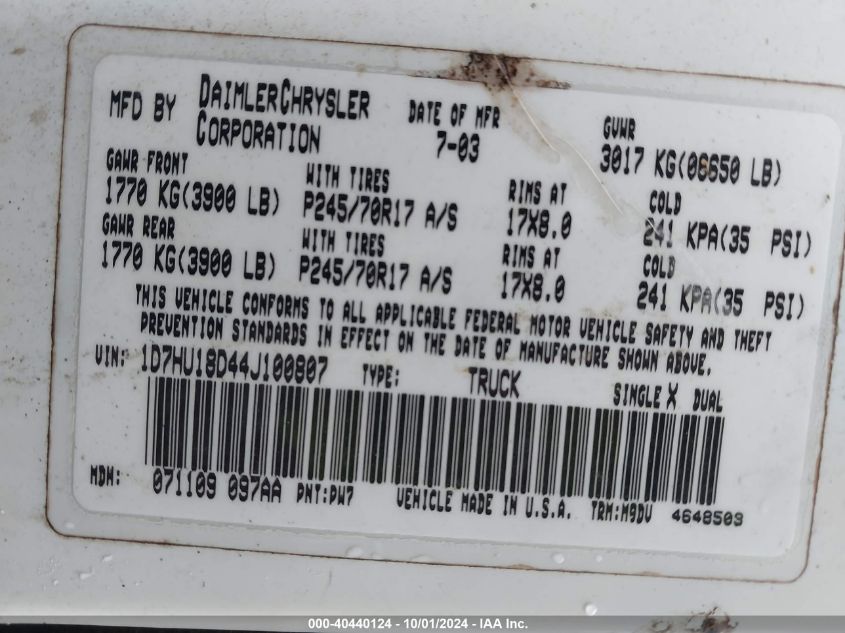 MFD BY DAIMLERCHRYSLER CORPORATION DATE OF MFR 7-03 GVWR 3017 KG(06650 LB)
GAWR FRONT WITH TIRES RIMS AT COLD
1770 KG(3900 LB) P245/70R17 A/S 17X8.0 241 KPA(35 PSI)
GAWR REAR WITH TIRES RIMS AT COLD
1770 KG(3900 LB) P245/70R17 A/S 17X8.0 241 KPA(35 PSI)
THIS VEHICLE CONFORMS TO ALL APPLICABLE FEDERAL MOTOR VEHICLE SAFETY AND THEFT
PREVENTION STANDARDS IN EFFECT ON THE DATE OF MANUFACTURE SHOWN ABOVE.
VIN: 1D7HU18D44J100807 TYPE: TRUCK SINGLE X DUAL
MDH: 071109 097AA PNT:PW7 VEHICLE MADE IN U.S.A. TRM:M9DV 4648503
000-40440124 - 10/01/2024 - IAA Inc.